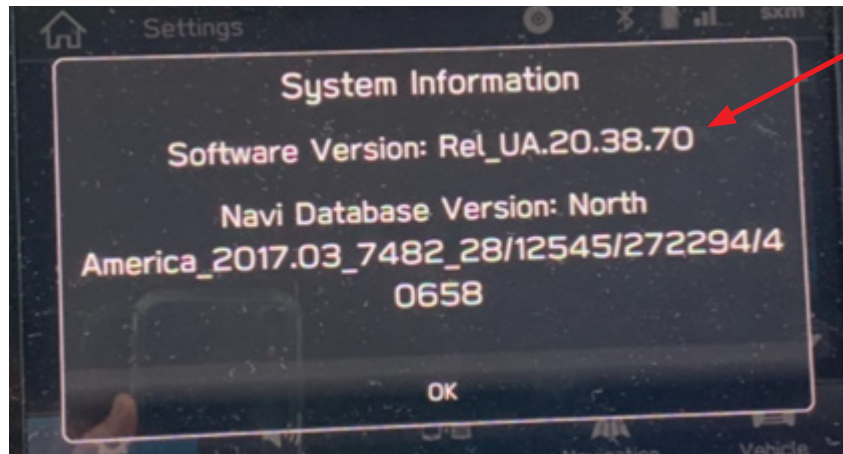 Settings
sxm
System Information
Software Version: Rel_UA.20.38.70
Navi Database Version: North
America_2017.03_7482_28/12545/272294/4
0658
OK
Navigation
Vehicle